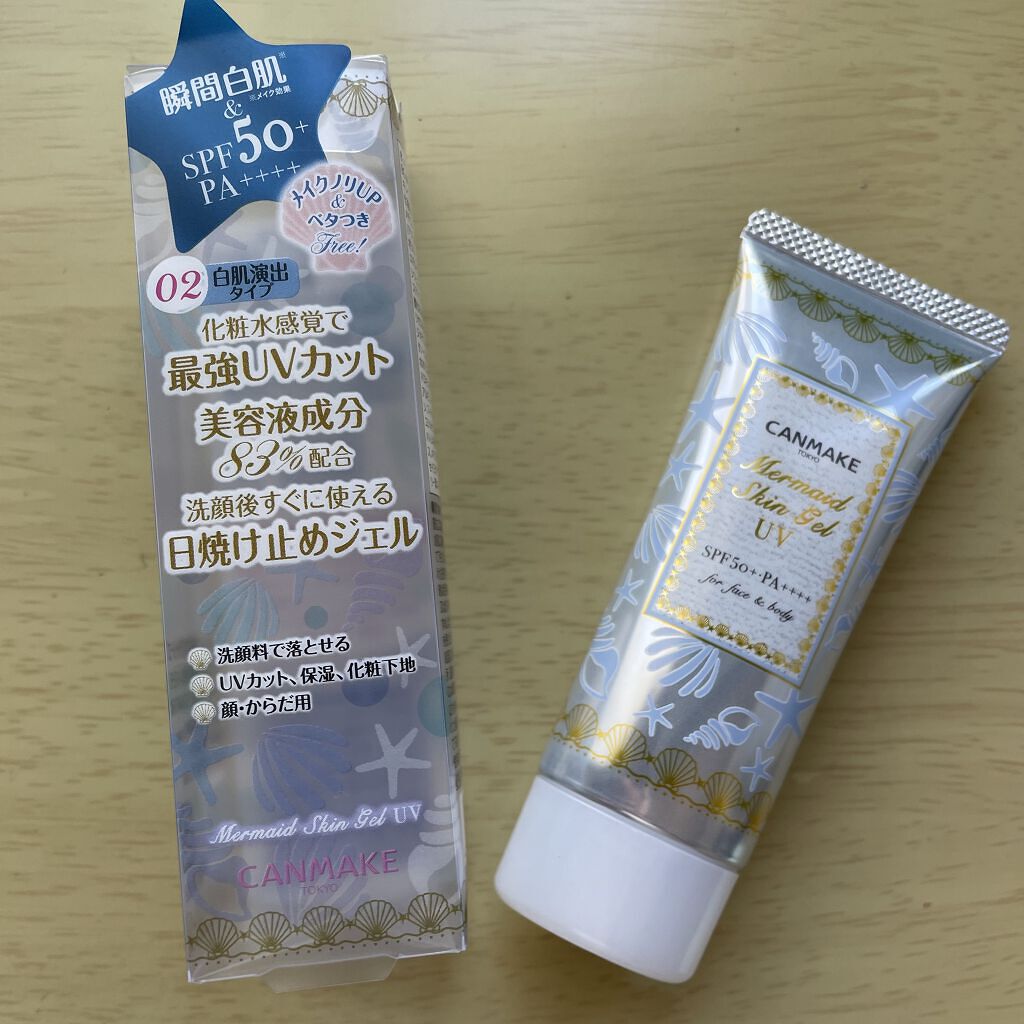 瞬間白肌※
※メイク効果
&
SPF50+
PA++++
メイクノリUP
&
ベタつき
Free!
02 白肌演出
タイプ
化粧水感覚で
最強UVカット
美容液成分
83%配合
洗顔後すぐに使える
日焼け止めジェル
洗顔料で落とせる
UVカット、保湿、化粧下地
顔・からだ用
Mermaid Skin Gel UV
CANMAKE
TOKYO
CANMAKE
TOKYO
Mermaid
Skin Gel
UV
SPF50+・PA++++
for face & body